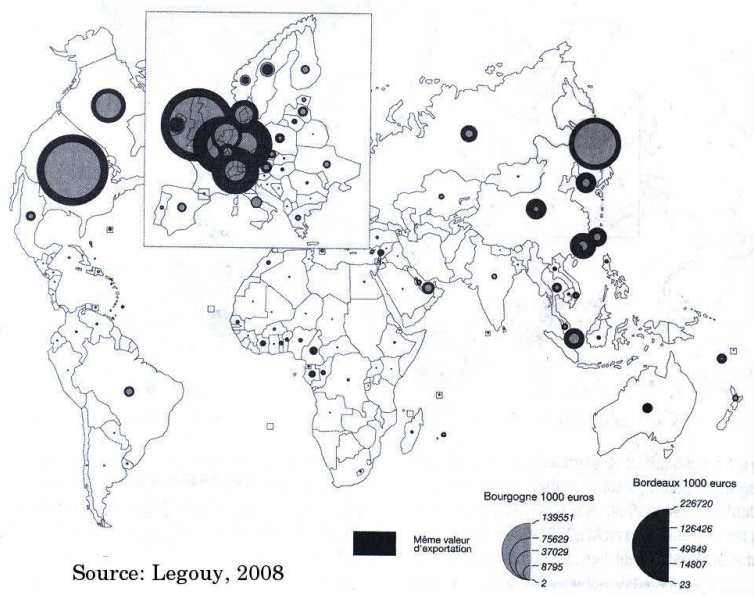 Bourgogne 1000 euros
139551
75629
37029
8795
2
Bordeaux 1000 euros
226720
126426
49849
14807
23
Même valeur
d'exportation
Source: Legouy, 2008